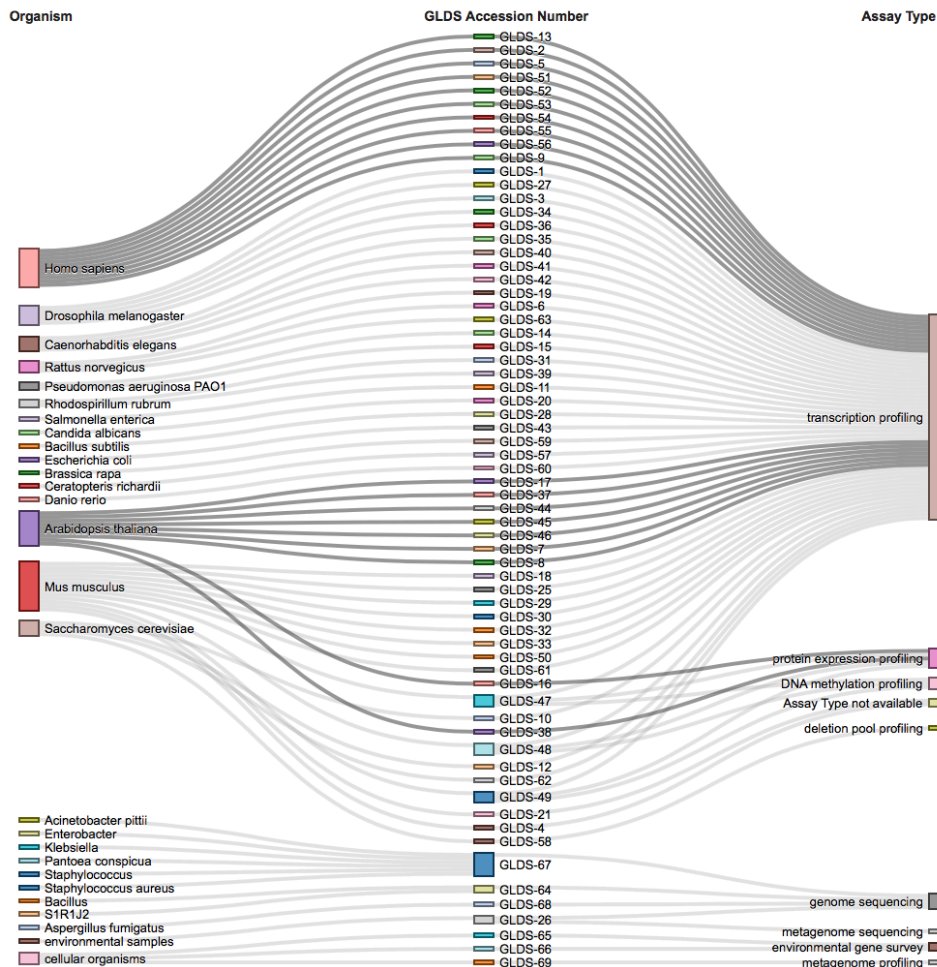 Organism
GLDS Accession Number
Assay Type
GLDS-13
GLDS-2
GLDS-5
GLDS-51
GLDS-52
GLDS-53
GLDS-54
GLDS-55
GLDS-56
GLDS-9
GLDS-1
GLDS-27
GLDS-3
GLDS-34
GLDS-36
GLDS-35
GLDS-40
GLDS-41
GLDS-42
GLDS-19
GLDS-6
GLDS-63
GLDS-14
GLDS-15
GLDS-31
GLDS-39
GLDS-11
GLDS-20
GLDS-28
GLDS-43
GLDS-59
GLDS-57
GLDS-60
GLDS-17
GLDS-37
GLDS-44
GLDS-45
GLDS-46
GLDS-7
GLDS-8
GLDS-18
GLDS-25
GLDS-29
GLDS-30
GLDS-32
GLDS-33
GLDS-50
GLDS-61
GLDS-16
GLDS-47
GLDS-10
GLDS-38
GLDS-48
GLDS-12
GLDS-62
GLDS-49
GLDS-21
GLDS-4
GLDS-58
GLDS-67
GLDS-64
GLDS-68
GLDS-26
GLDS-65
GLDS-66
GLDS-69
Homo sapiens
Drosophila melanogaster
Caenorhabditis elegans
Rattus norvegicus
Pseudomonas aeruginosa PAO1
Rhodospirillum rubrum
Salmonella enterica
Candida albicans
Bacillus subtilis
Escherichia coli
Brassica rapa
Ceratopteris richardii
Danio rerio
Arabidopsis thaliana
Mus musculus
Saccharomyces cerevisiae
Acinetobacter pittii
Enterobacter
Klebsiella
Pantoea conspicua
Staphylococcus
Staphylococcus aureus
Bacillus
S1R1J2
Aspergillus fumigatus
environmental samples
cellular organisms
transcription profiling
protein expression profiling
DNA methylation profiling
Assay Type not available
deletion pool profiling
genome sequencing
metagenome sequencing
environmental gene survey
metagenome profiling